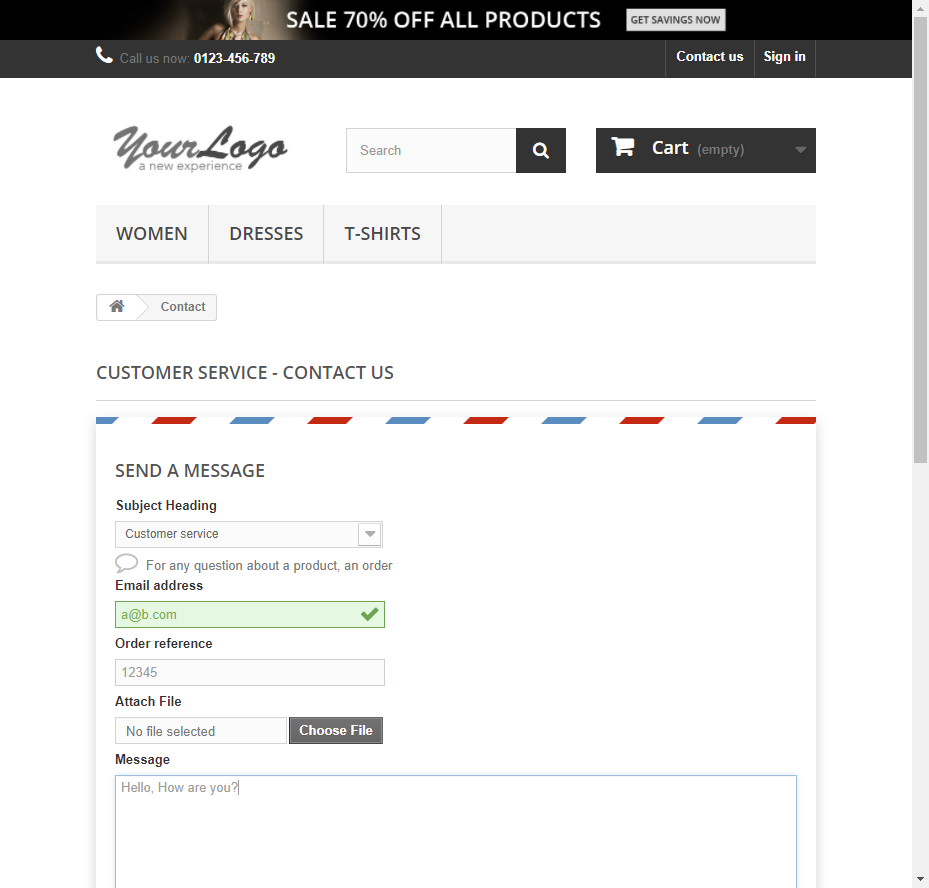 SALE 70% OFF ALL PRODUCTS GET SAVINGS NOW
Call us now: 0123-456-789 Contact us Sign in
YourLogo
a new experience
Search
Cart (empty)
WOMEN DRESSES T-SHIRTS
Contact
CUSTOMER SERVICE - CONTACT US
SEND A MESSAGE
Subject Heading
Customer service
For any question about a product, an order
Email address
a@b.com
Order reference
12345
Attach File
No file selected Choose File
Message
Hello, How are you?